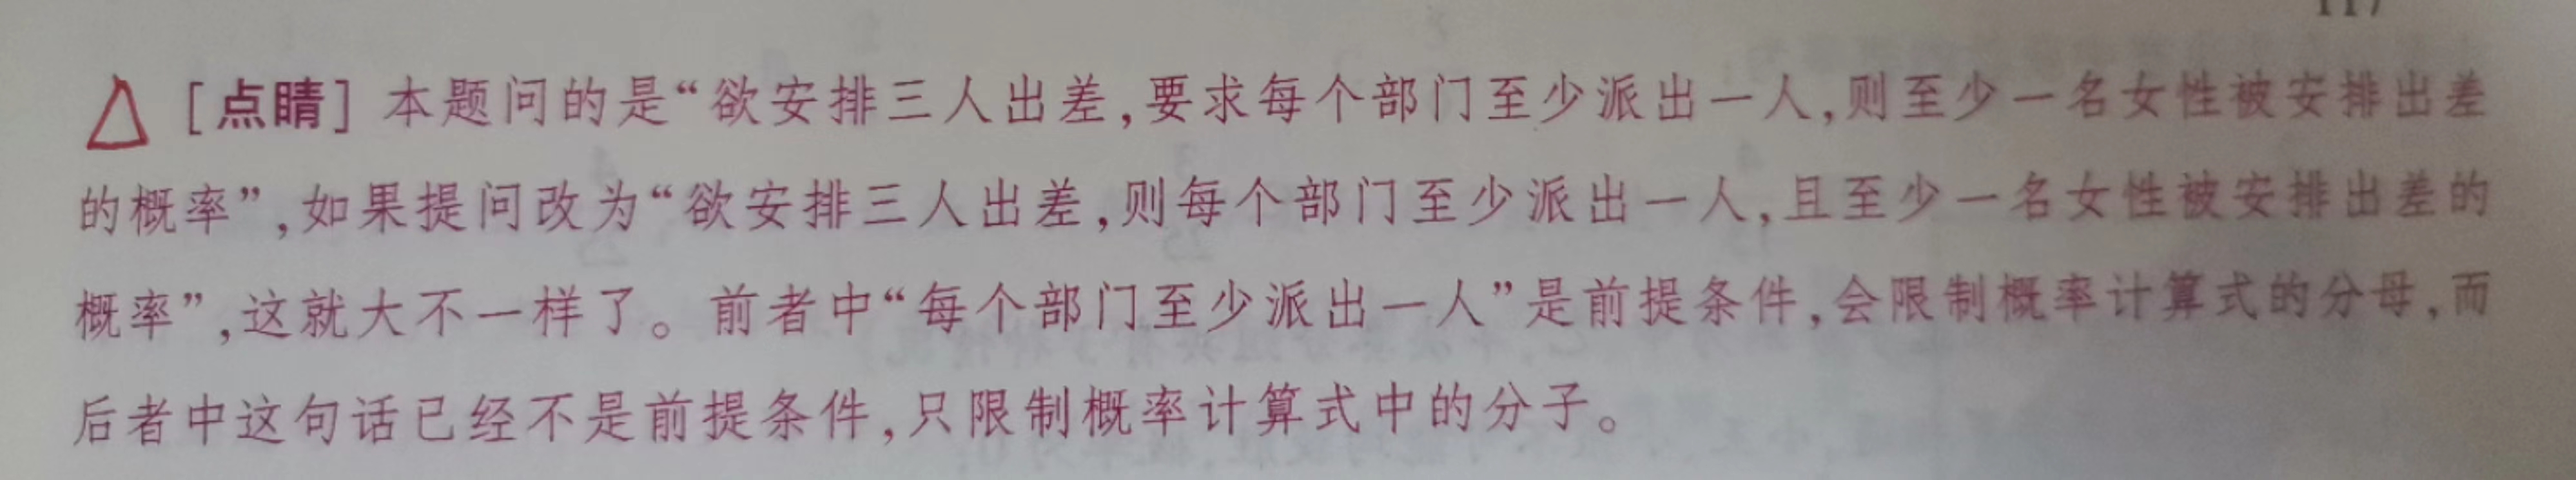 [点睛] 本题问的是“欲安排三人出差,要求每个部门至少派出一人,则至少一名女性被安排出差
的概率”,如果提问改为“欲安排三人出差,则每个部门至少派出一人,且至少一名女性被安排出差的
概率”,这就大不一样了。前者中“每个部门至少派出一人”是前提条件,会限制概率计算式的分母,而
后者中这句话已经不是前提条件,只限制概率计算式中的分子。